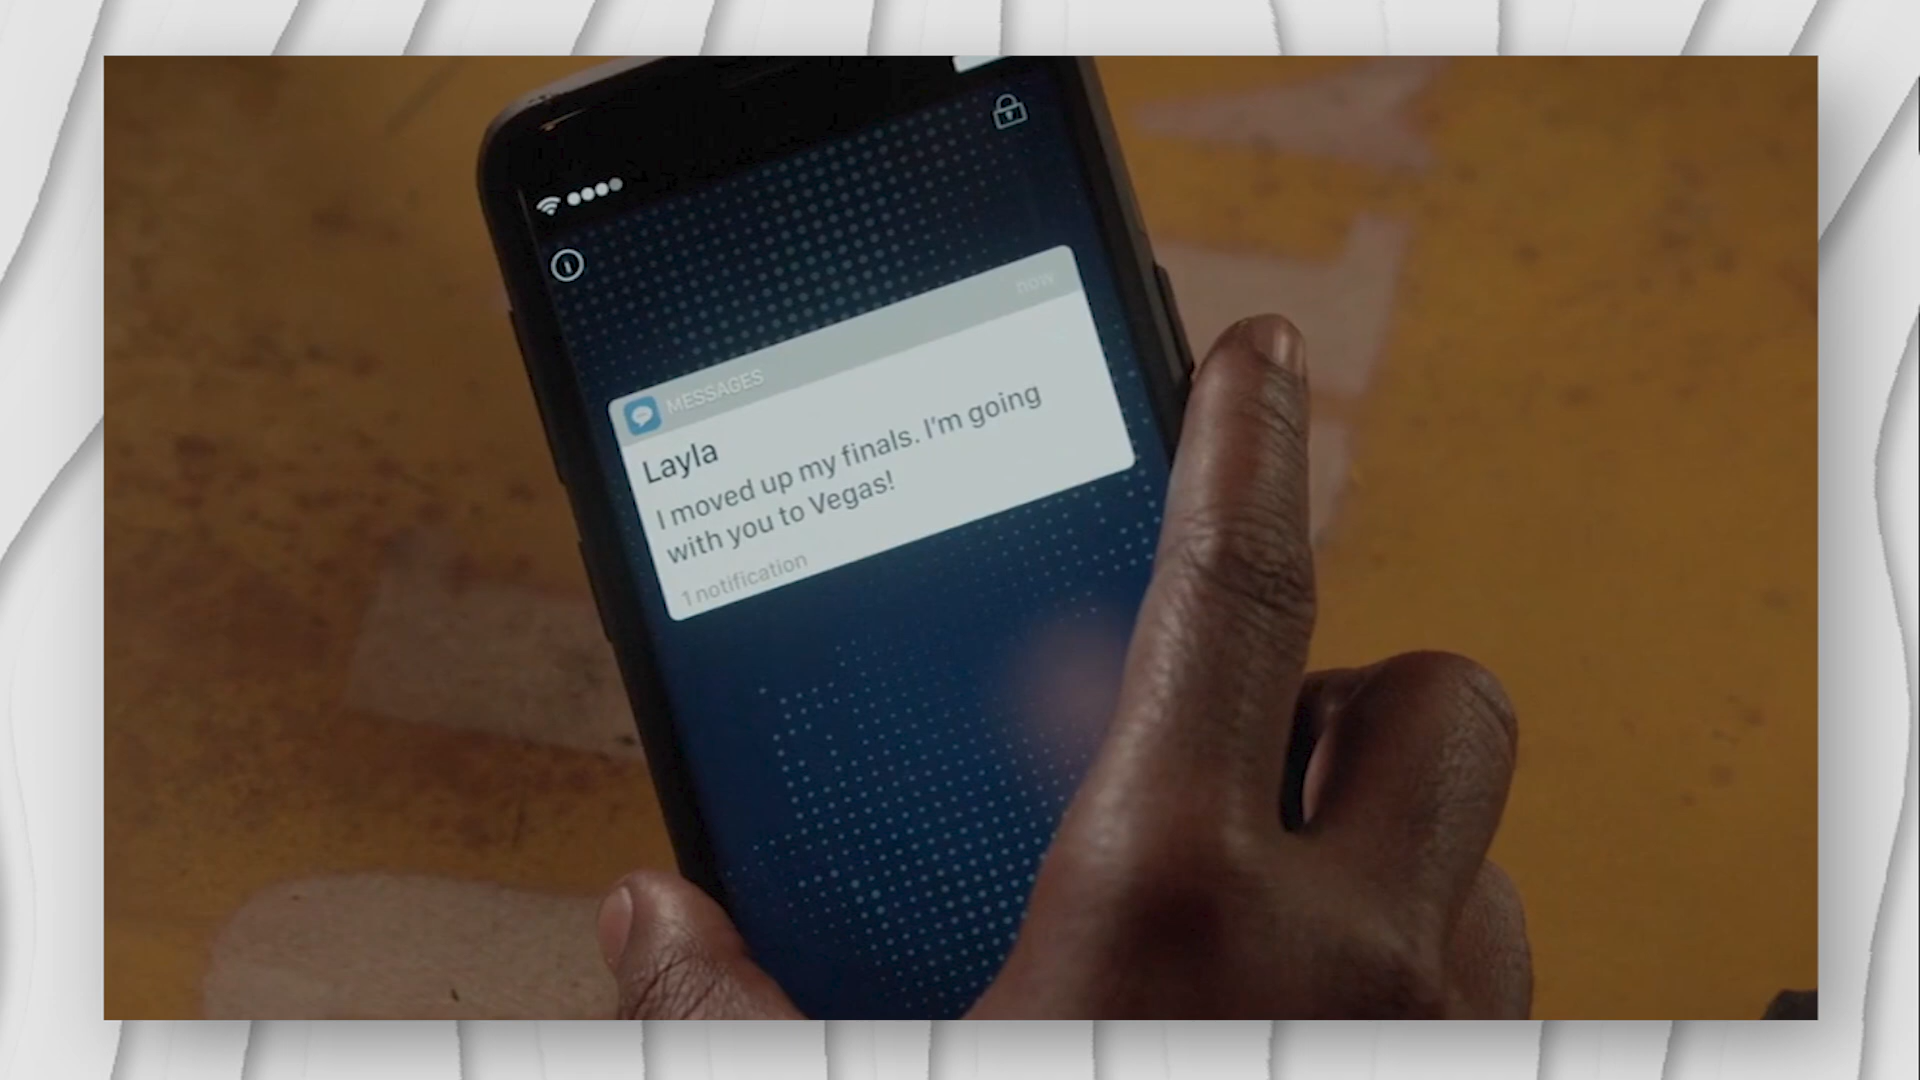 MESSAGES
now
Layla
I moved up my finals. I'm going
with you to Vegas!
1 notification